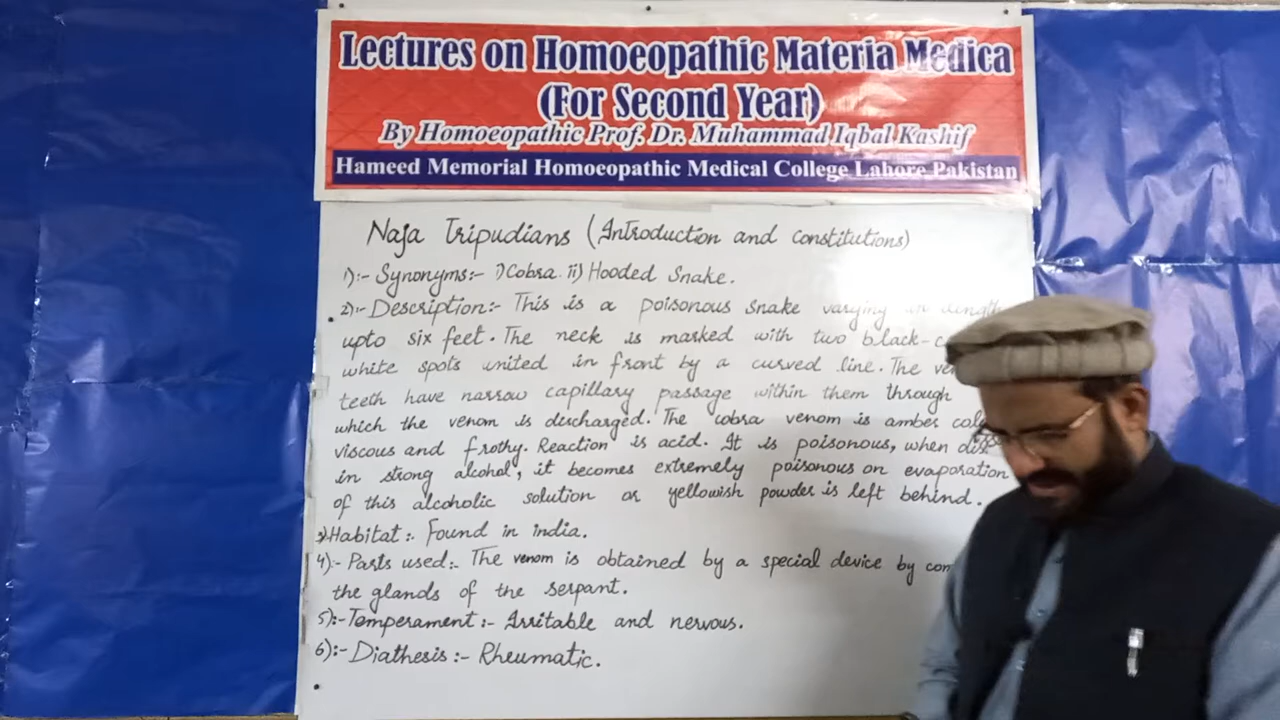 Lectures on Homoeopathic Materia Medica
(For Second Year)
By Homoeopathic Prof. Dr. Muhammad Iqbal Kashif
Hameed Memorial Homoeopathic Medical College Lahore Pakistan
Naja Tripudians (Introduction and constitutions)
1):- Synonyms:- i) Cobra ii) Hooded Snake.
2):- Description:- This is a poisonous snake varying in length
upto six feet. The neck is marked with two black-
white spots united in front by a curved line. The
teeth have narrow capillary passage within them through
which the venom is discharged. The cobra venom is amber
viscous and frothy. Reaction is acid. It is poisonous, when
in strong alcohol, it becomes extremely poisonous on evaporation
of this alcoholic solution or yellowish powder is left behind.
3) Habitat:- Found in india.
4):- Parts used:- The venom is obtained by a special device by
the glands of the serpant.
5):- Temperament:- Irritable and nervous.
6):- Diathesis:- Rheumatic.